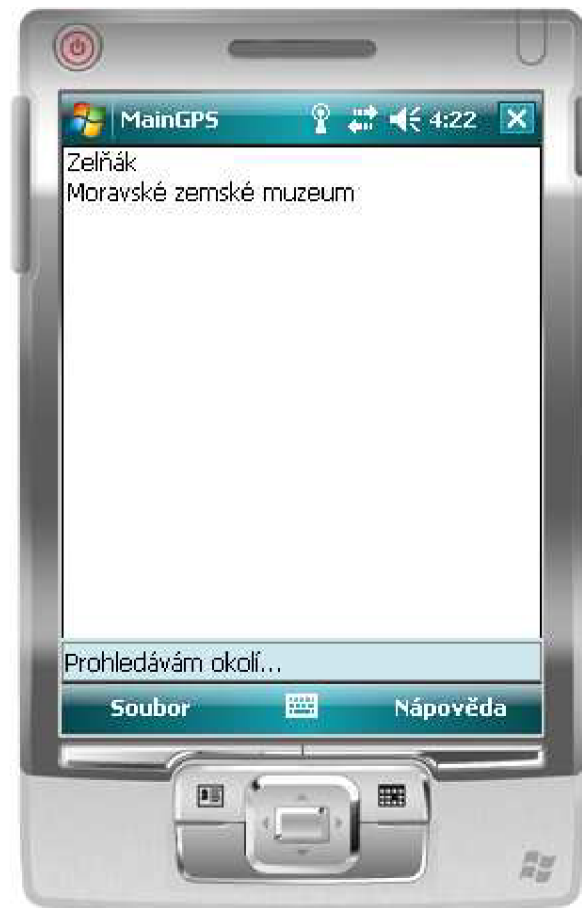 MainGPS 4:22
Zelňák
Moravské zemské muzeum
Prohledávám okolí...
Soubor Nápověda